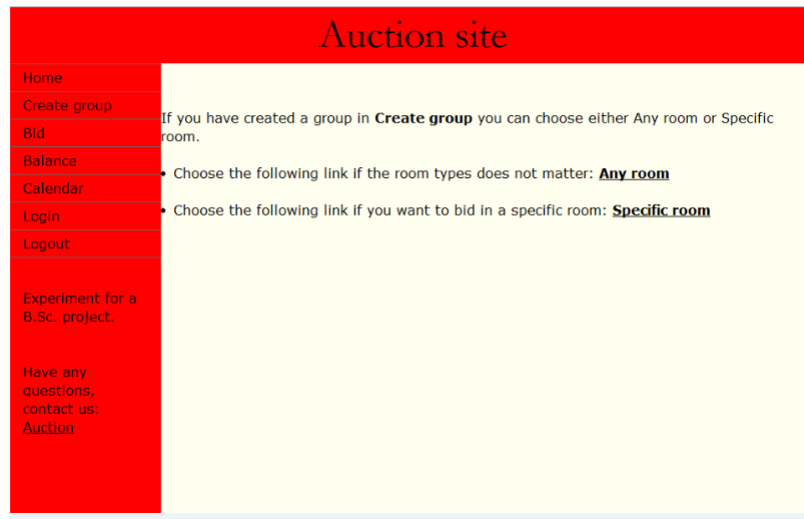 Auction site
Home
Create group
Bid
Balance
Calendar
Login
Logout
Experiment for a
B.Sc. project.
Have any
questions,
contact us:
Auction
If you have created a group in Create group you can choose either Any room or Specific
room.
• Choose the following link if the room types does not matter: Any room
• Choose the following link if you want to bid in a specific room: Specific room